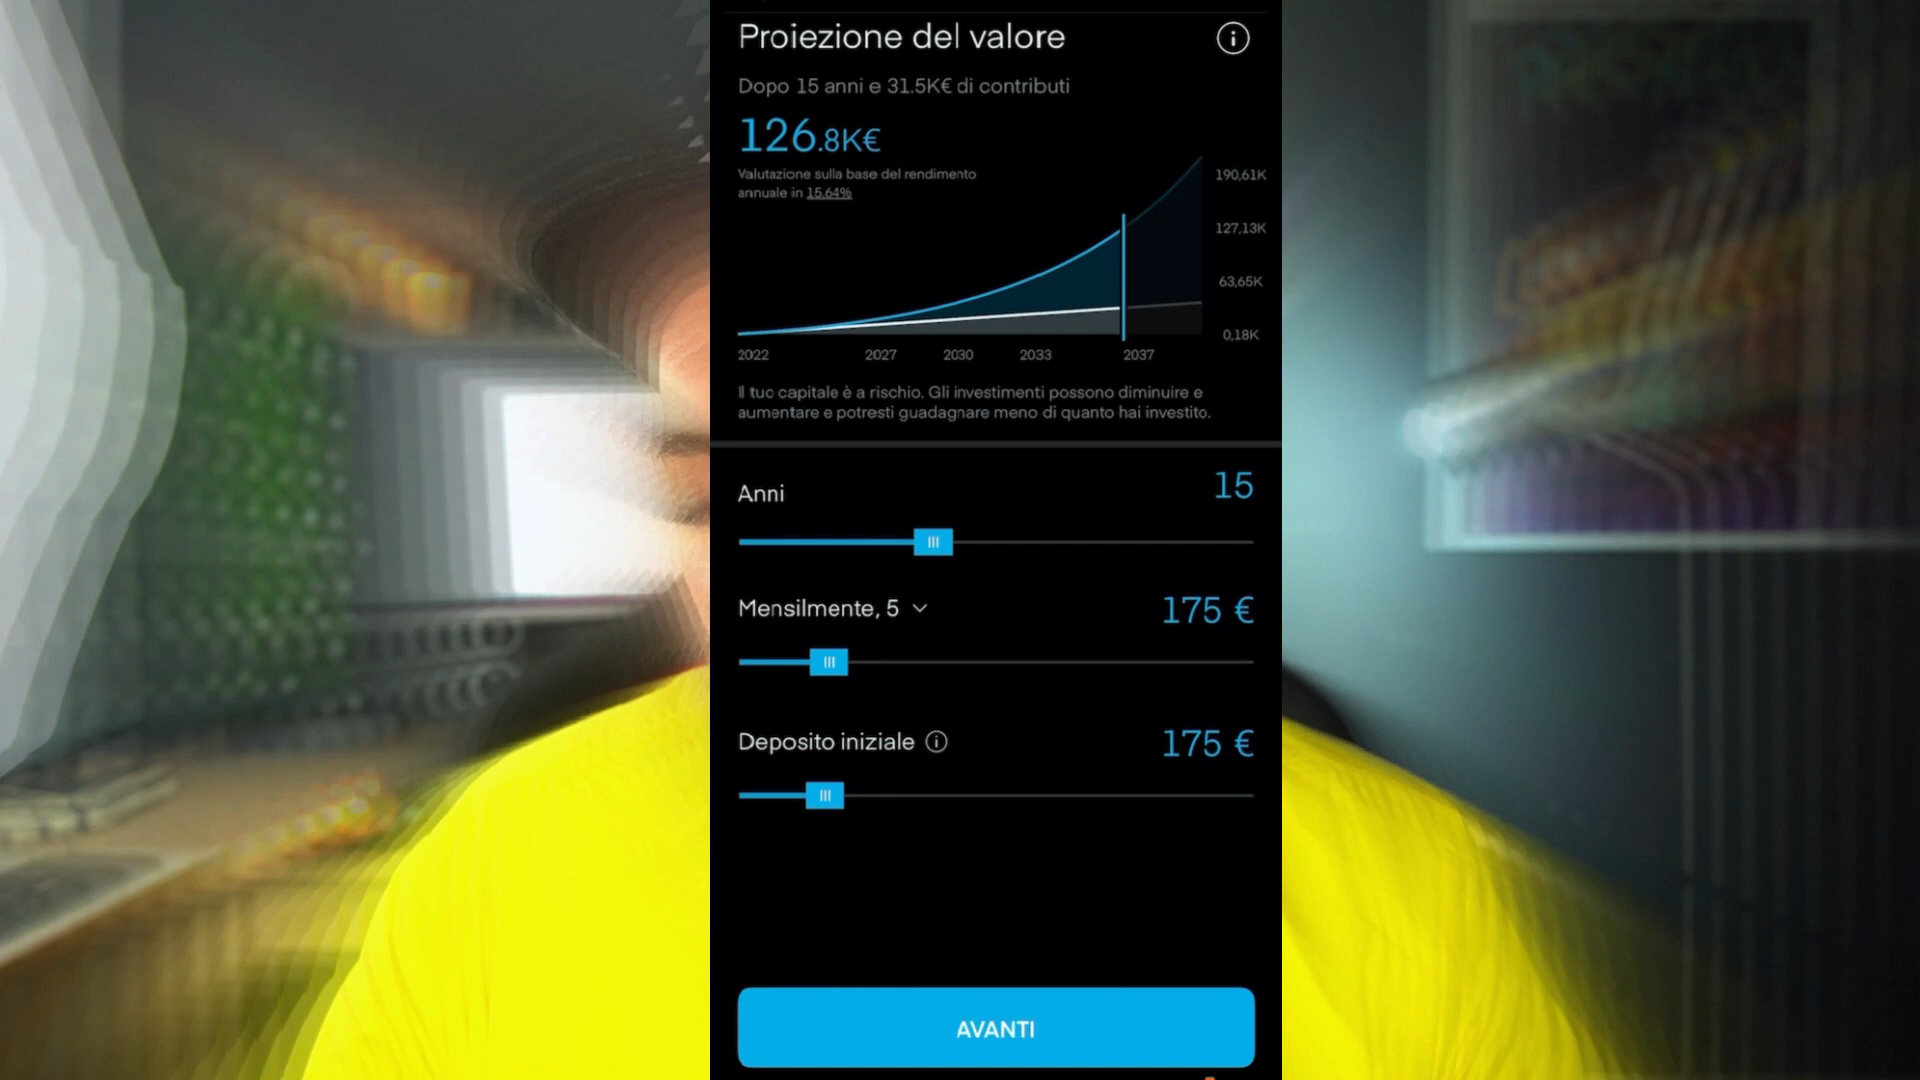 Proiezione del valore
Dopo 15 anni e 31.5K€ di contributi
126.8K€
Valutazione sulla base del rendimento
annuale in 15.64%
190,61K
127,13K
63,65K
0,18K
2022 2027 2030 2033 2037
Il tuo capitale è a rischio. Gli investimenti possono diminuire e
aumentare e potresti guadagnare meno di quanto hai investito.
Anni 15
Mensilmente, 5 175 €
Deposito iniziale 175 €
AVANTI